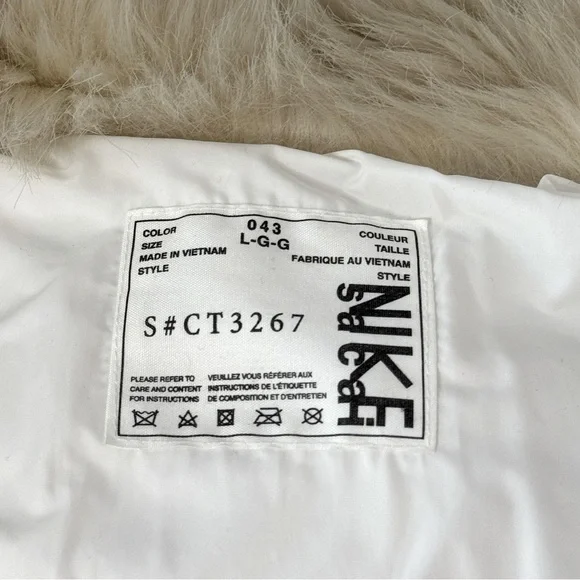 COLOR 043 COULEUR
SIZE L-G-G TAILLE
MADE IN VIETNAM FABRIQUE AU VIETNAM
STYLE STYLE
S#CT3267
NIKE
sacai
PLEASE REFER TO VEUILLEZ VOUS RÉFÉRER AUX
CARE AND CONTENT INSTRUCTIONS DE L'ÉTIQUETTE
FOR INSTRUCTIONS DE COMPOSITION ET D'ENTRETIEN